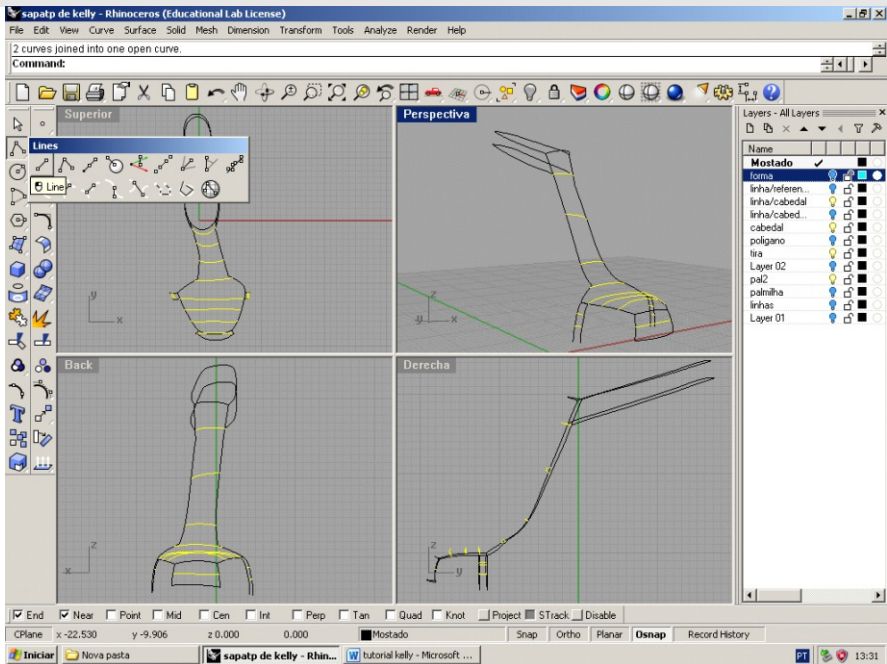 sapatp de kelly - Rhinoceros (Educational Lab License)
File Edit View Curve Surface Solid Mesh Dimension Transform Tools Analyze Render Help
2 curves joined into one open curve.
Command:
Superior
Lines
Line
y
x
Perspectiva
z
y
Back
z
x
Derecha
z
y
Layers - All Layers
Name
Mostado
forma
linha/referen...
linha/cabedal
linha/cabed...
cabedal
poligano
tira
Layer 02
pal2
palmilha
linhas
Layer 01
End Near Point Mid Cen Int Perp Tan Quad Knot Project STrack Disable
CPlane x -22.530 y -9.906 z 0.000 0.000 Mostado Snap Ortho Planar Osnap Record History
Iniciar Nova pasta sapatp de kelly - Rhin... tutorial kelly - Microsoft ... PT 13:31